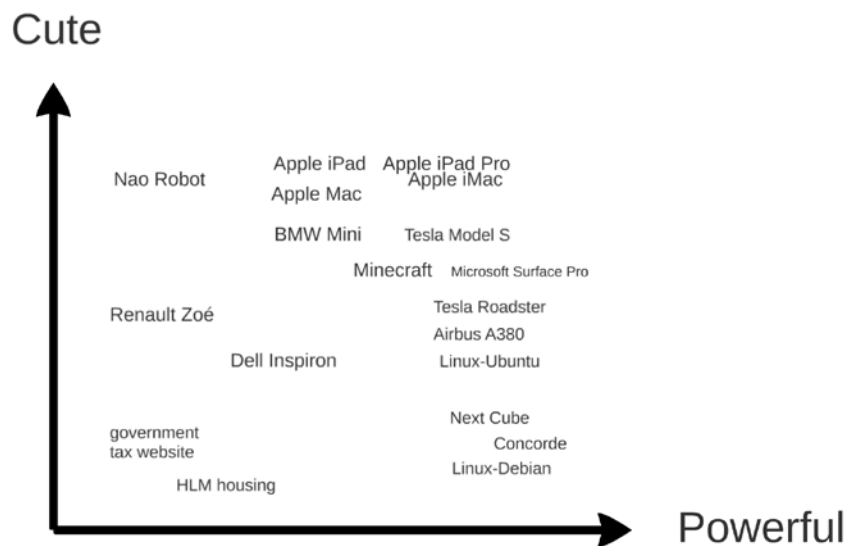 Cute
Apple iPad
Apple iPad Pro
Nao Robot
Apple iMac
Apple Mac
BMW Mini
Tesla Model S
Minecraft
Microsoft Surface Pro
Tesla Roadster
Renault Zoé
Airbus A380
Dell Inspiron
Linux-Ubuntu
Next Cube
government
tax website
Concorde
Linux-Debian
HLM housing
Powerful